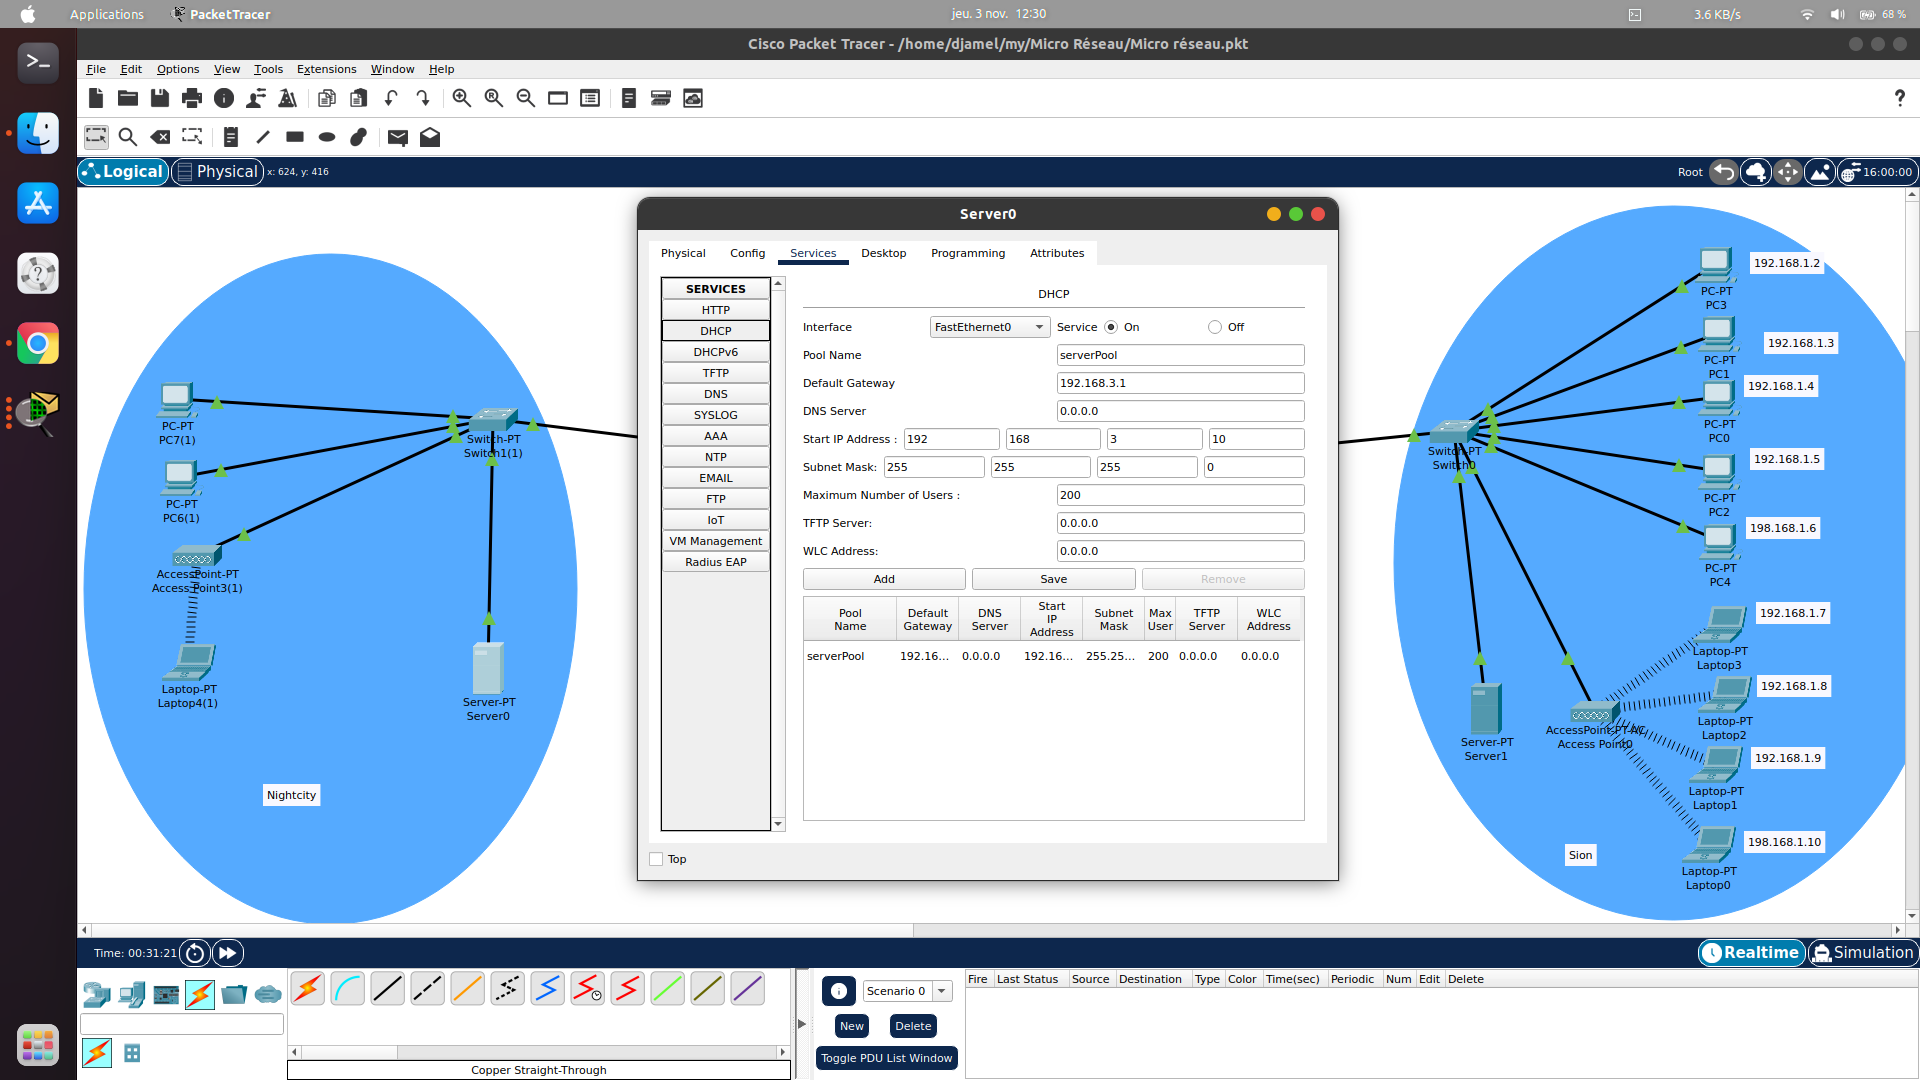 Applications PacketTracer jeu. 3 nov. 12:30 3.6 KB/s 68 %
Cisco Packet Tracer - /home/djamel/my/Micro Réseau/Micro réseau.pkt
File Edit Options View Tools Extensions Window Help
Logical Physical x: 624, y: 416 Root 16:00:00
PC-PT
PC7(1)
PC-PT
PC6(1)
AccessPoint-PT
Access Point3(1)
Laptop-PT
Laptop4(1)
Switch-PT
Switch1(1)
Server-PT
Server0
Nightcity
Server0
Physical Config Services Desktop Programming Attributes
SERVICES
HTTP
DHCP
DHCPv6
TFTP
DNS
SYSLOG
AAA
NTP
EMAIL
FTP
IoT
VM Management
Radius EAP
DHCP
Interface FastEthernet0 Service On Off
Pool Name serverPool
Default Gateway 192.168.3.1
DNS Server 0.0.0.0
Start IP Address : 192 168 3 10
Subnet Mask: 255 255 255 0
Maximum Number of Users : 200
TFTP Server: 0.0.0.0
WLC Address: 0.0.0.0
Add Save Remove
Pool Name Default Gateway DNS Server Start IP Address Subnet Mask Max User TFTP Server WLC Address
serverPool 192.16... 0.0.0.0 192.16... 255.25... 200 0.0.0.0 0.0.0.0
Top
Switch-PT
Switch0
PC-PT
PC3
192.168.1.2
PC-PT
PC1
192.168.1.3
PC-PT
PC0
192.168.1.4
PC-PT
PC2
192.168.1.5
PC-PT
PC4
198.168.1.6
Laptop-PT
Laptop3
192.168.1.7
Laptop-PT
Laptop2
192.168.1.8
Laptop-PT
Laptop1
192.168.1.9
Laptop-PT
Laptop0
198.168.1.10
Server-PT
Server1
AccessPoint-PT-AC
Access Point0
Sion
Time: 00:31:21 Realtime Simulation
Scenario 0
New Delete
Toggle PDU List Window
Fire Last Status Source Destination Type Color Time(sec) Periodic Num Edit Delete
Copper Straight-Through